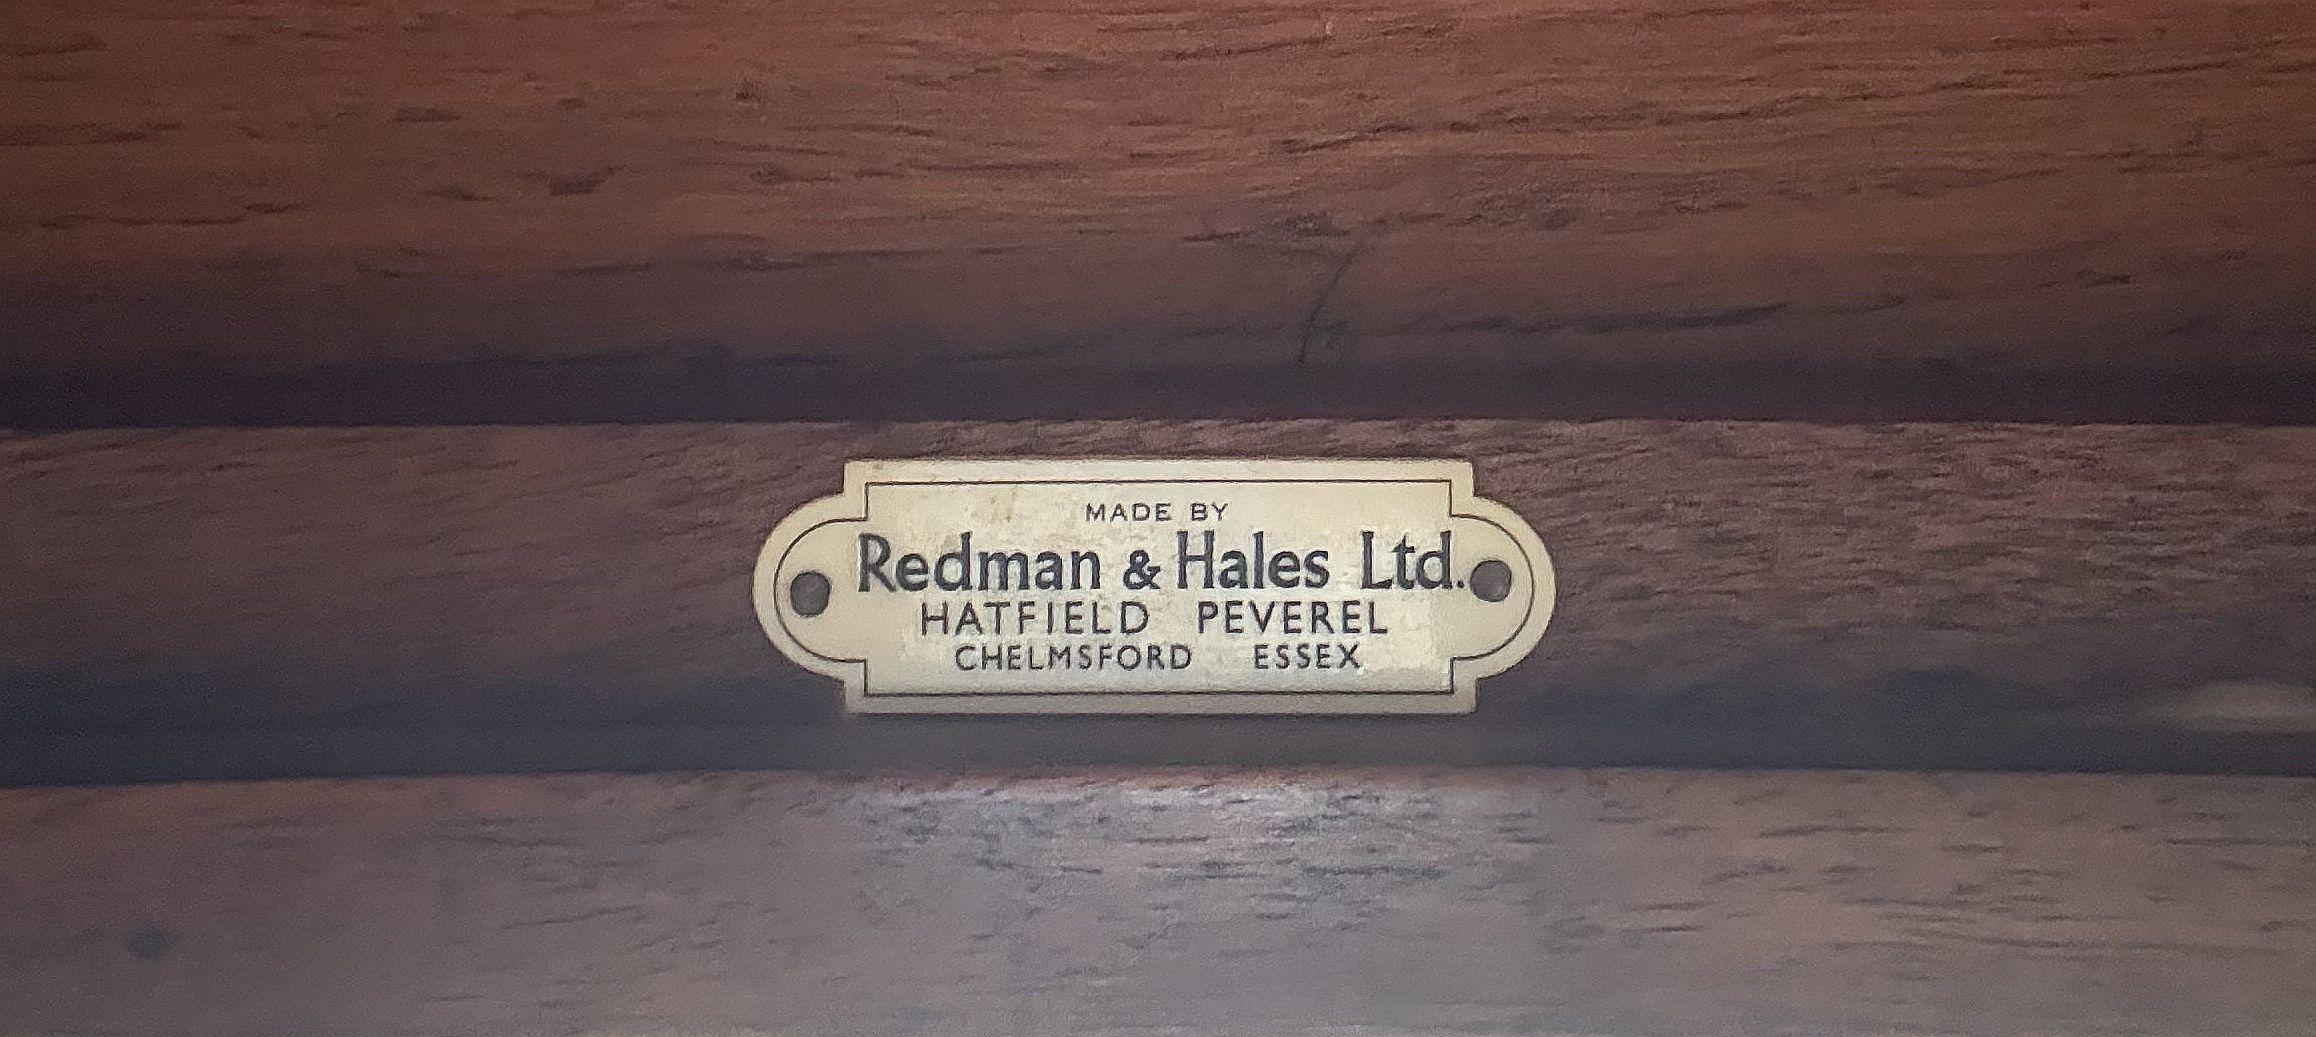 MADE BY
Redman & Hales Ltd.
HATFIELD PEVEREL
CHELMSFORD ESSEX